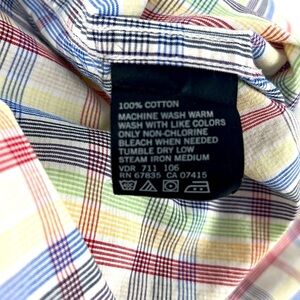 100% COTTON
MACHINE WASH WARM
WASH WITH LIKE COLORS
ONLY NON-CHLORINE
BLEACH WHEN NEEDED
TUMBLE DRY LOW
STEAM IRON MEDIUM
VDR 711 106
RN 67835 CA 07415